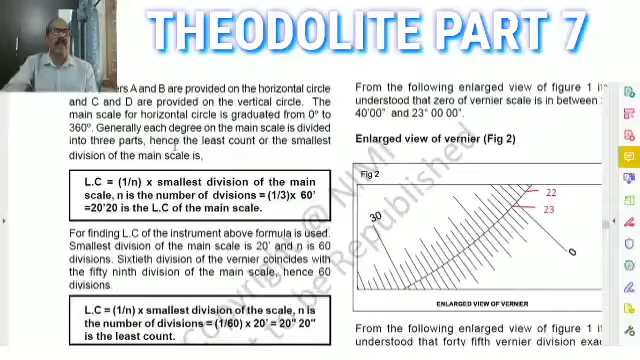 THEODOLITE PART 7
ers A and B are provided on the horizontal circle
and C and D are provided on the vertical circle. The
main scale for horizontal circle is graduated from 0° to
360°. Generally each degree on the main scale is divided
into three parts, hence the least count or the smallest
division of the main scale is,
L.C = (1/n) x smallest division of the main
scale, n is the number of divisions = (1/3)x 60'
=20'20 is the L.C of the main scale.
For finding L.C of the instrument above formula is used.
Smallest division of the main scale is 20' and n is 60
divisions. Sixtieth division of the vernier coincides with
the fifty ninth division of the main scale, hence 60
divisions.
L.C = (1/n) x smallest division of the scale, n is
the number of divisions = (1/60) x 20' = 20" 20"
is the least count.
From the following enlarged view of figure 1 it
understood that zero of vernier scale is in between
40'00" and 23° 00 00".
Enlarged view of vernier (Fig 2)
Fig 2
22
23
30
0
ENLARGED VIEW OF VERNIER
From the following enlarged view of figure 1 it
understood that forty fifth vernier division exac
Copyright @ NIMI
be Republished